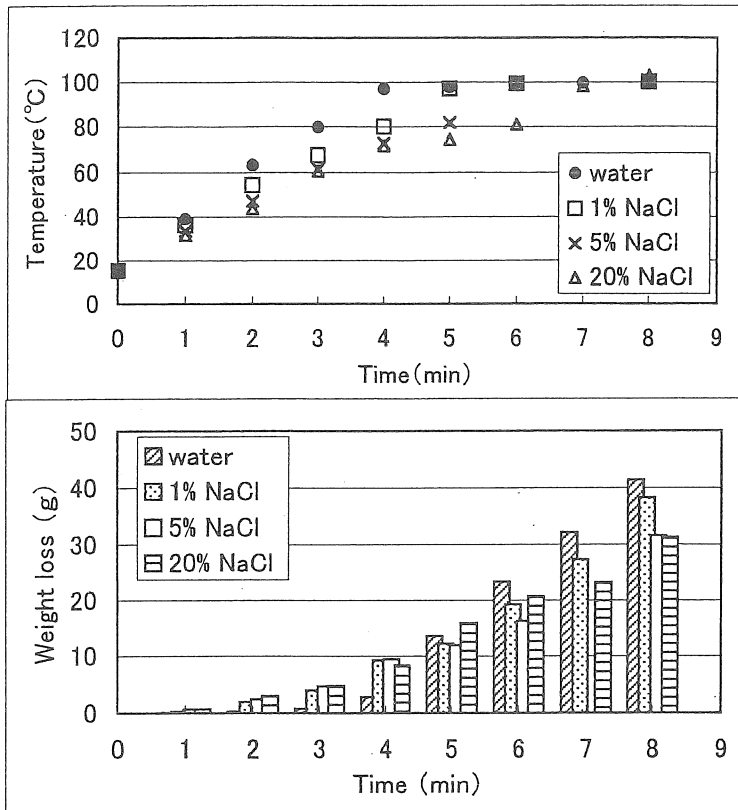 120
100
80
60
40
20
0
Temperature(℃)
water
1% NaCl
5% NaCl
20% NaCl
0 1 2 3 4 5 6 7 8 9
Time(min)
50
40
30
20
10
0
Weight loss (g)
water
1% NaCl
5% NaCl
20% NaCl
0 1 2 3 4 5 6 7 8 9
Time (min)